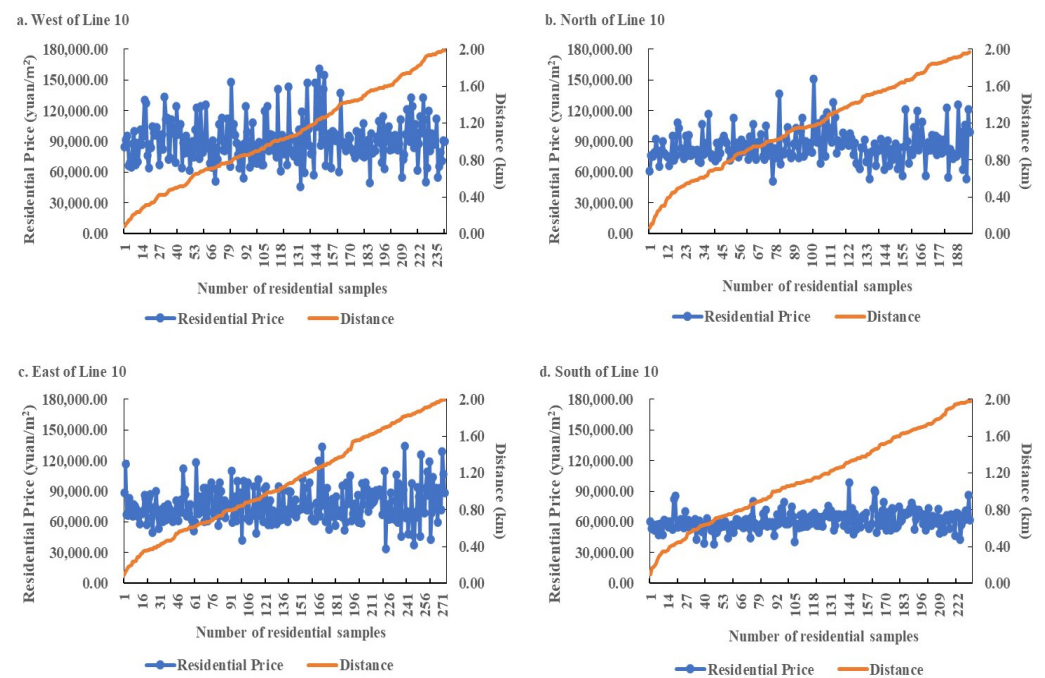 a. West of Line 10
Residential Price (yuan/m²)
180,000.00
150,000.00
120,000.00
90,000.00
60,000.00
30,000.00
0.00
2.00
1.60
1.20
0.80
0.40
0.00
Distance (km)
1 14 27 40 53 66 79 92 105 118 131 144 157 170 183 196 209 222 235
Number of residential samples
Residential Price Distance
b. North of Line 10
Residential Price (yuan/m²)
180,000.00
150,000.00
120,000.00
90,000.00
60,000.00
30,000.00
0.00
2.00
1.60
1.20
0.80
0.40
0.00
Distance (km)
1 12 23 34 45 56 67 78 89 100 111 122 133 144 155 166 177 188
Number of residential samples
Residential Price Distance
c. East of Line 10
Residential Price (yuan/m²)
180,000.00
150,000.00
120,000.00
90,000.00
60,000.00
30,000.00
0.00
2.00
1.60
1.20
0.80
0.40
0.00
Distance (km)
1 16 31 46 61 76 91 106 121 136 151 166 181 196 211 226 241 256 271
Number of residential samples
Residential Price Distance
d. South of Line 10
Residential Price (yuan/m²)
180,000.00
150,000.00
120,000.00
90,000.00
60,000.00
30,000.00
0.00
2.00
1.60
1.20
0.80
0.40
0.00
Distance (km)
1 14 27 40 53 66 79 92 105 118 131 144 157 170 183 196 209 222
Number of residential samples
Residential Price Distance